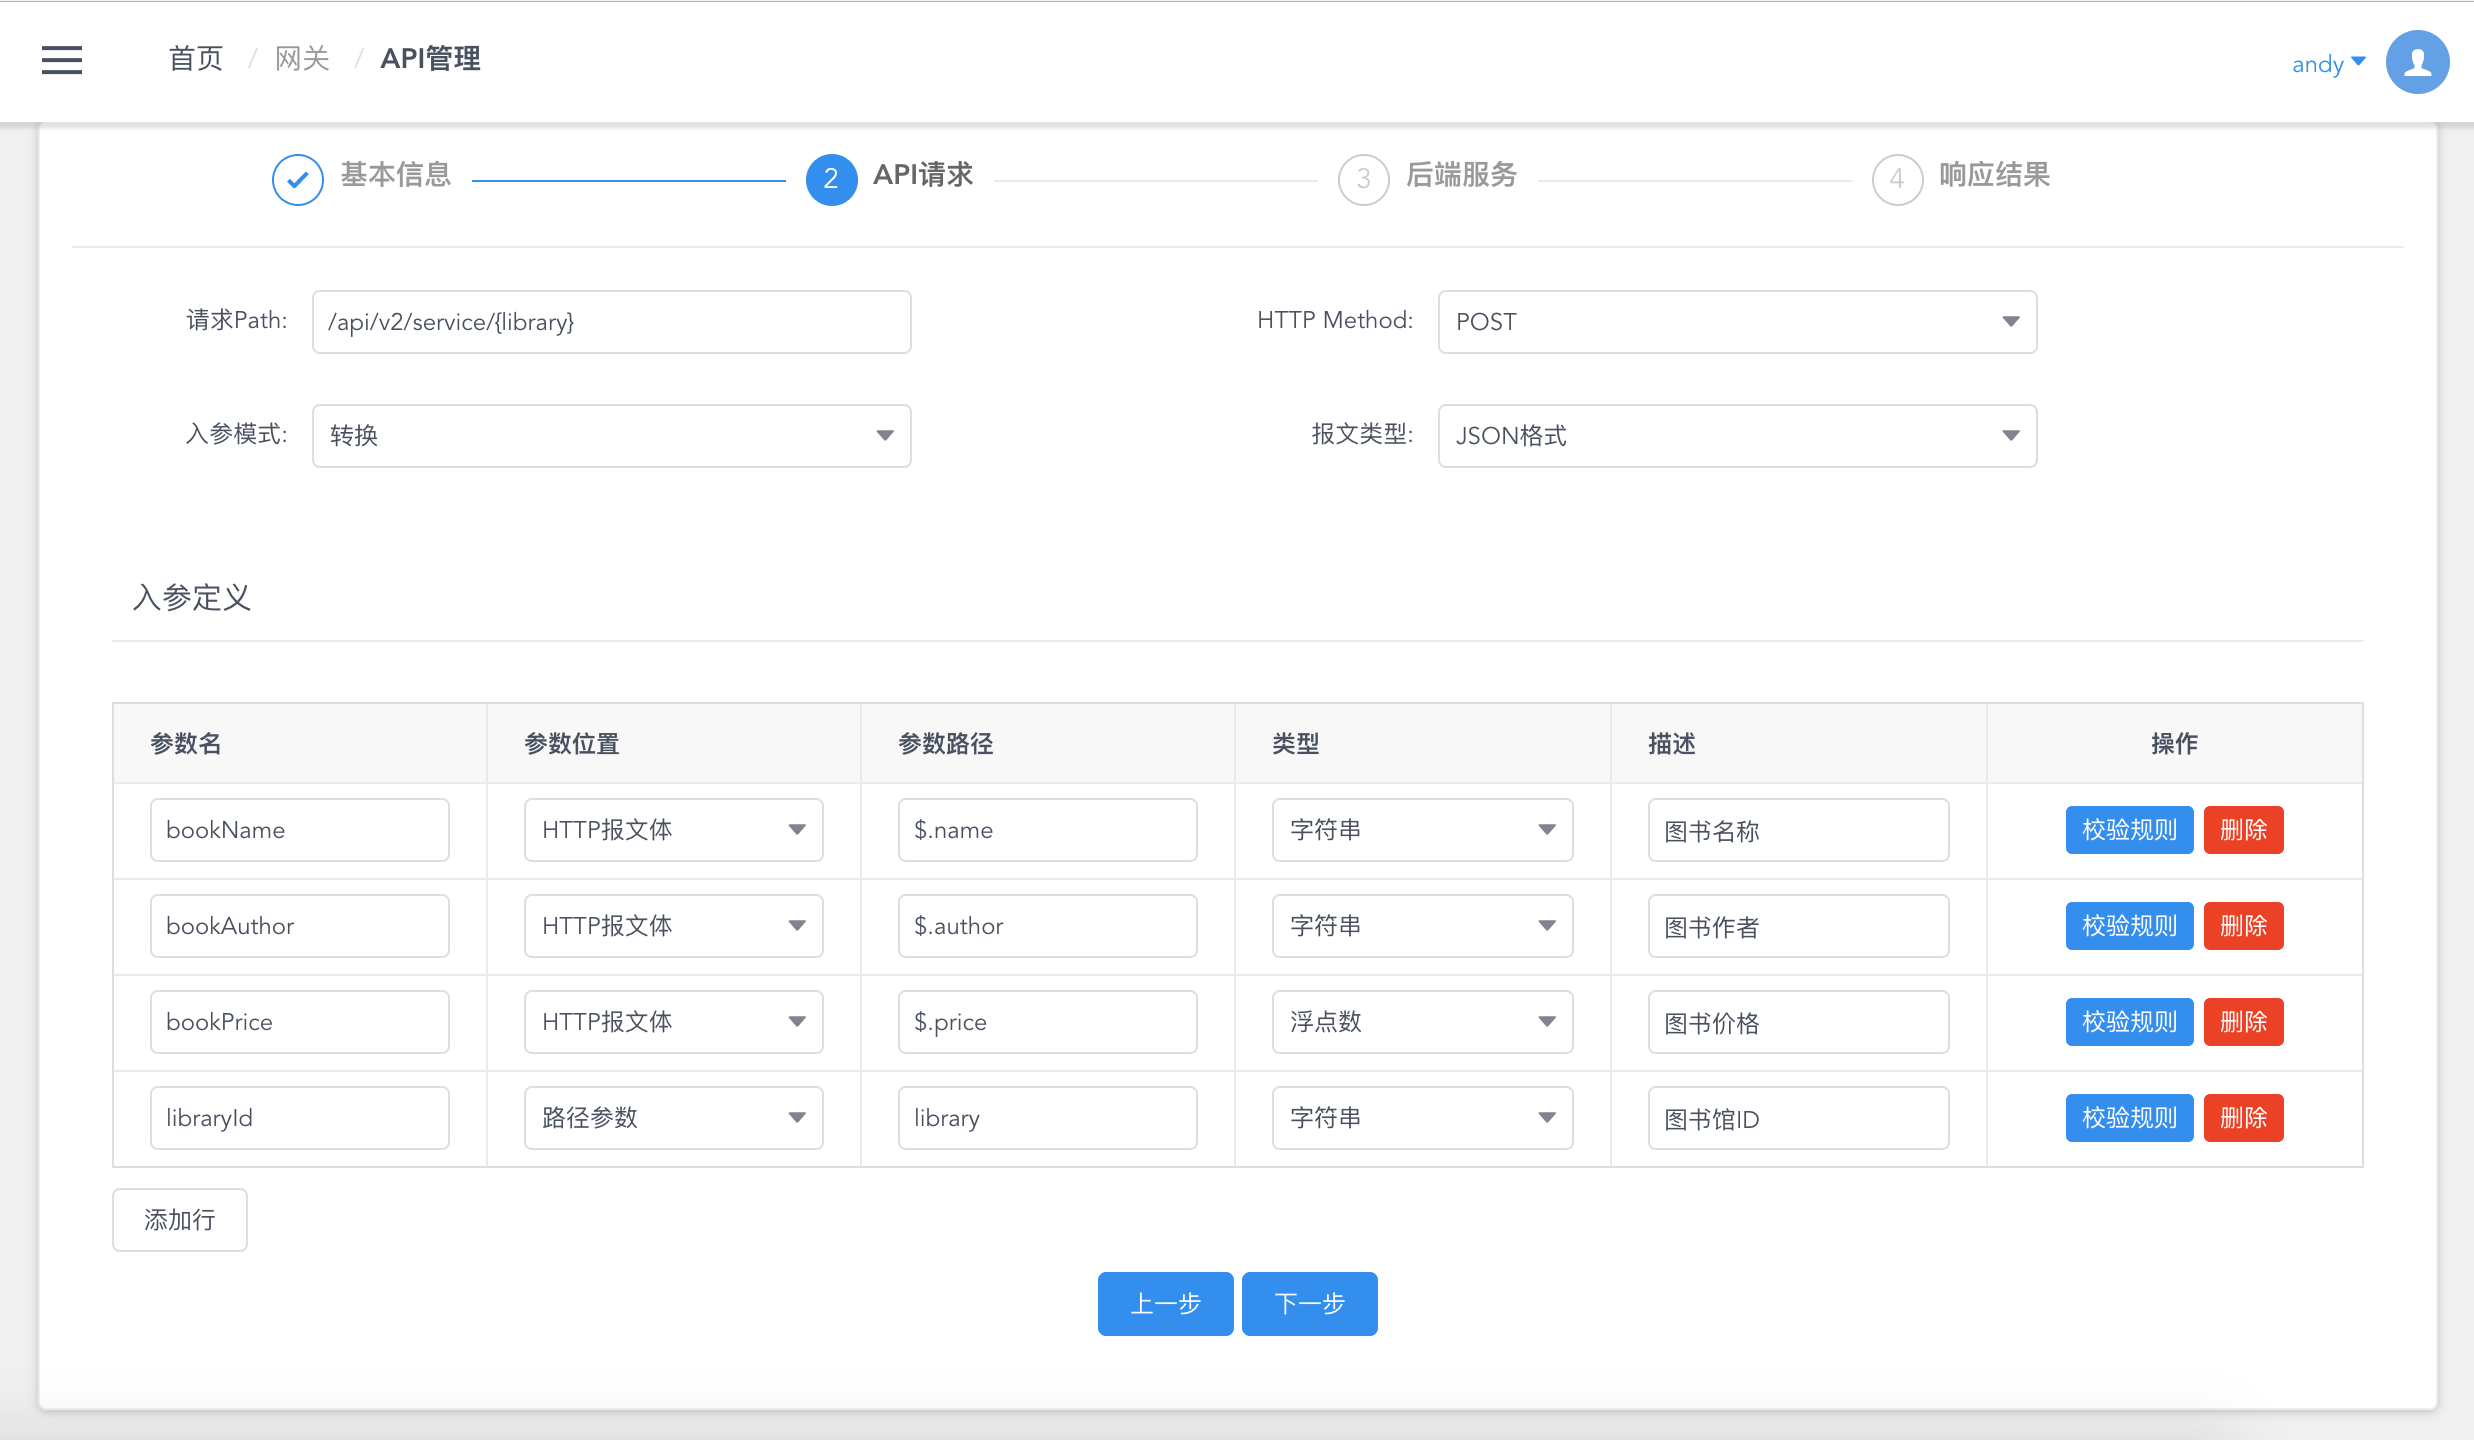 首页 / 网关 / API管理
andy
基本信息 2 API请求 3 后端服务 4 响应结果
请求Path: /api/v2/service/{library} HTTP Method: POST
入参模式: 转换 报文类型: JSON格式
入参定义
参数名 参数位置 参数路径 类型 描述 操作
bookName HTTP报文体 $.name 字符串 图书名称 校验规则 删除
bookAuthor HTTP报文体 $.author 字符串 图书作者 校验规则 删除
bookPrice HTTP报文体 $.price 浮点数 图书价格 校验规则 删除
libraryId 路径参数 library 字符串 图书馆ID 校验规则 删除
添加行
上一步 下一步